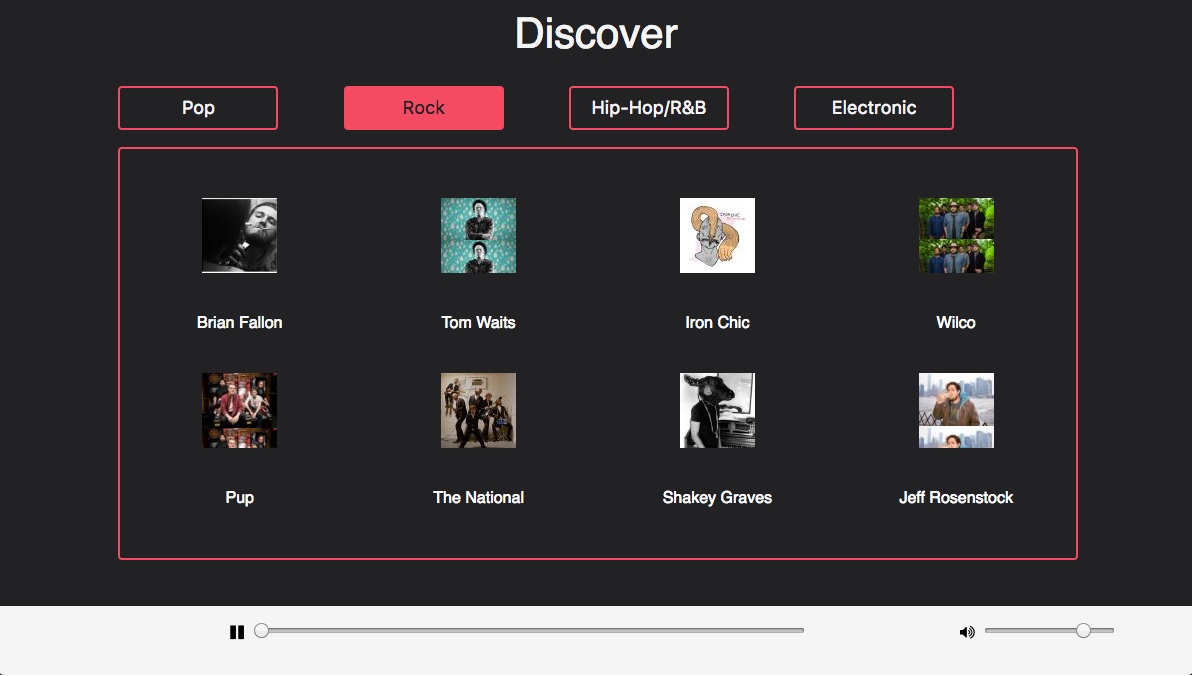 Discover
Pop
Rock
Hip-Hop/R&B
Electronic
Brian Fallon
Tom Waits
Iron Chic
Wilco
Pup
The National
Shakey Graves
Jeff Rosenstock